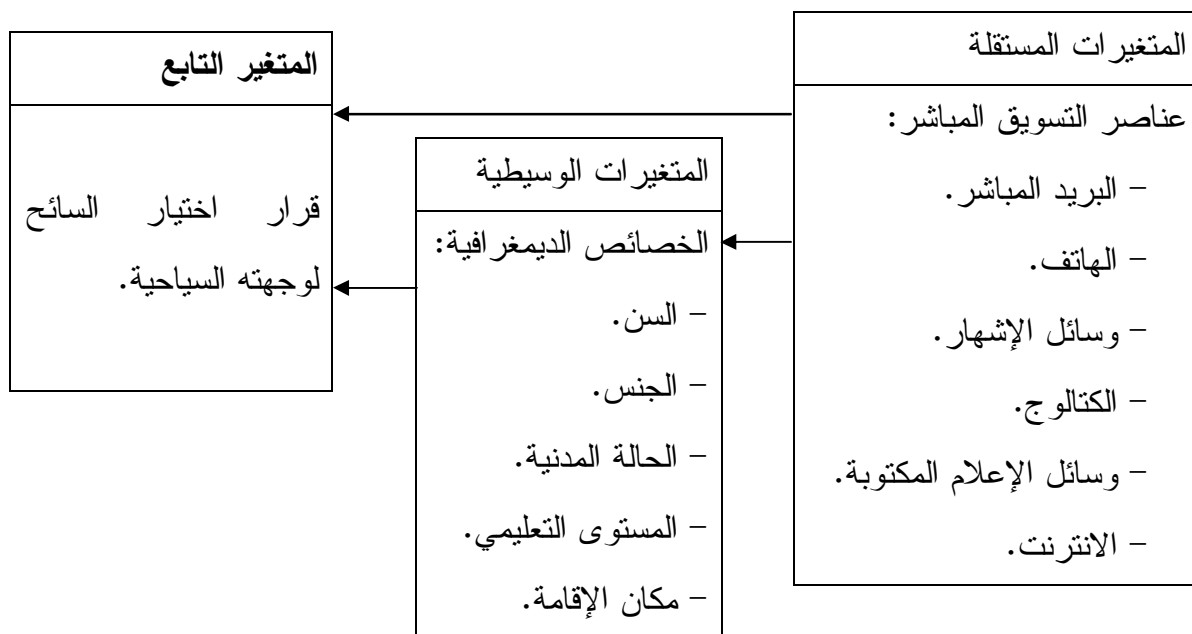 المتغيرات المستقلة
عناصر التسويق المباشر:
- البريد المباشر.
- الهاتف.
- وسائل الإشهار.
- الكتالوج.
- وسائل الإعلام المكتوبة.
- الانترنت.
المتغيرات الوسيطية
الخصائص الديمغرافية:
- السن.
- الجنس.
- الحالة المدنية.
- المستوى التعليمي.
- مكان الإقامة.
المتغير التابع
قرار اختيار السائح
لوجهته السياحية.